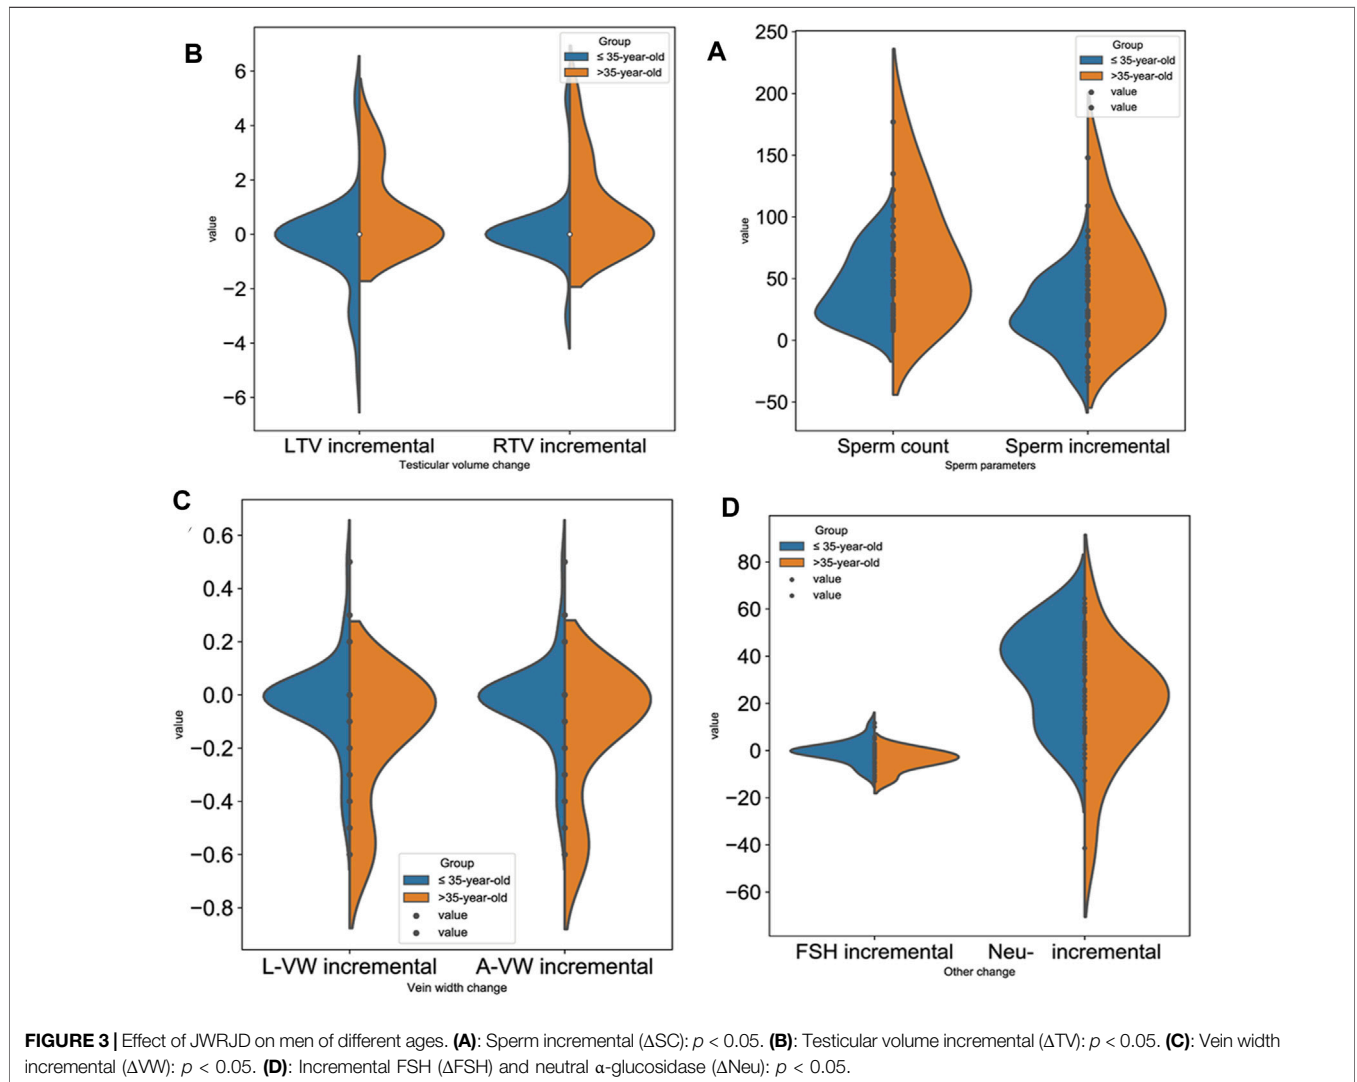 B
Group
≤ 35-year-old
>35-year-old
6
4
2
0
−2
−4
−6
value
LTV incremental
RTV incremental
Testicular volume change
A
Group
≤ 35-year-old
>35-year-old
value
value
250
200
150
100
50
0
−50
value
Sperm count
Sperm incremental
Sperm parameters
C
0.6
0.4
0.2
0.0
−0.2
−0.4
−0.6
−0.8
value
Group
≤ 35-year-old
>35-year-old
value
value
L-VW incremental
A-VW incremental
Vein width change
D
Group
≤ 35-year-old
>35-year-old
value
value
80
60
40
20
0
−20
−40
−60
value
FSH incremental
Neu- incremental
Other change
FIGURE 3 | Effect of JWRJD on men of different ages. (A): Sperm incremental (ΔSC): p < 0.05. (B): Testicular volume incremental (ΔTV): p < 0.05. (C): Vein width
incremental (ΔVW): p < 0.05. (D): Incremental FSH (ΔFSH) and neutral α-glucosidase (ΔNeu): p < 0.05.